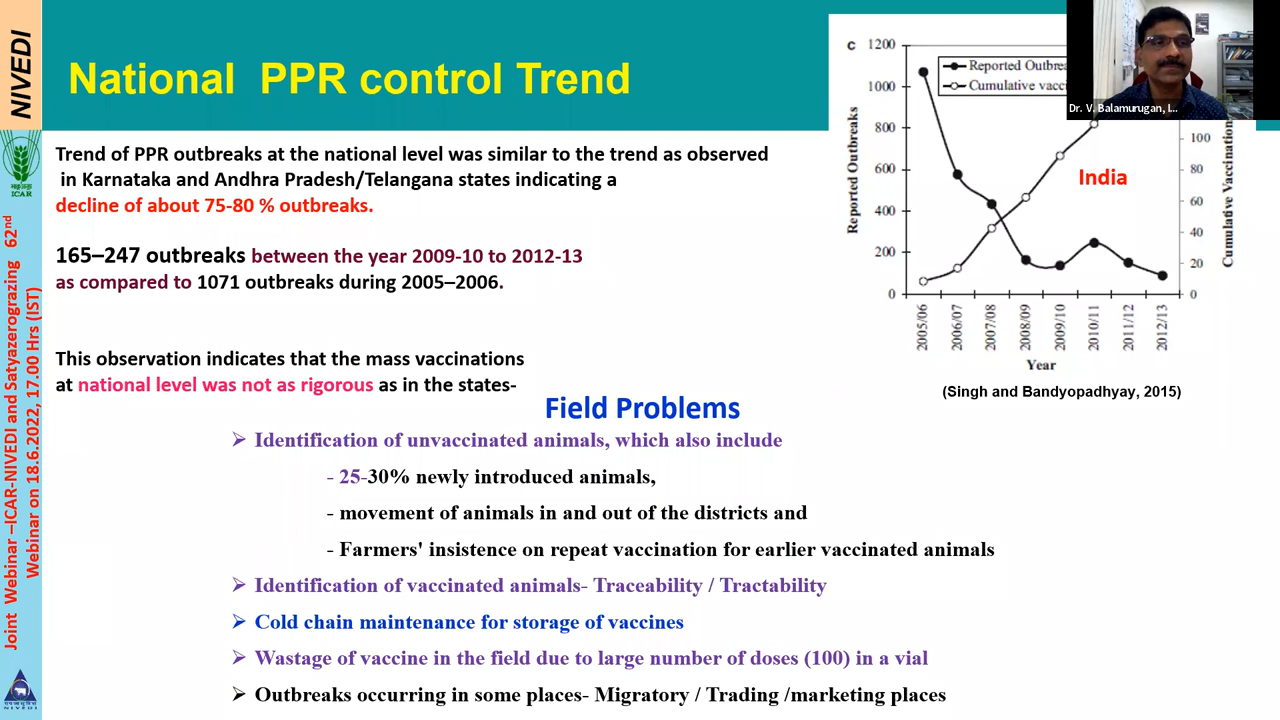 NIVEDI
National PPR control Trend
Trend of PPR outbreaks at the national level was similar to the trend as observed
in Karnataka and Andhra Pradesh/Telangana states indicating a
decline of about 75-80 % outbreaks.
165–247 outbreaks between the year 2009-10 to 2012-13
as compared to 1071 outbreaks during 2005–2006.
This observation indicates that the mass vaccinations
at national level was not as rigorous as in the states-
c
Reported Outbrea
Cumulative vacci
Reported Outbreaks
1200
1000
800
600
400
200
0
India
100
80
60
40
20
0
Cumulative Vaccinations
2005/06
2006/07
2007/08
2008/09
2009/10
2010/11
2011/12
2012/13
Year
(Singh and Bandyopadhyay, 2015)
Dr. V. Balamurugan, I...
Field Problems
➢ Identification of unvaccinated animals, which also include
- 25-30% newly introduced animals,
- movement of animals in and out of the districts and
- Farmers' insistence on repeat vaccination for earlier vaccinated animals
➢ Identification of vaccinated animals- Traceability / Tractability
➢ Cold chain maintenance for storage of vaccines
➢ Wastage of vaccine in the field due to large number of doses (100) in a vial
➢ Outbreaks occurring in some places- Migratory / Trading /marketing places
ICAR
Joint Webinar –ICAR-NIVEDI and Satyazerograzing 62nd
Webinar on 18.6.2022, 17.00 Hrs (IST)
NIVEDI